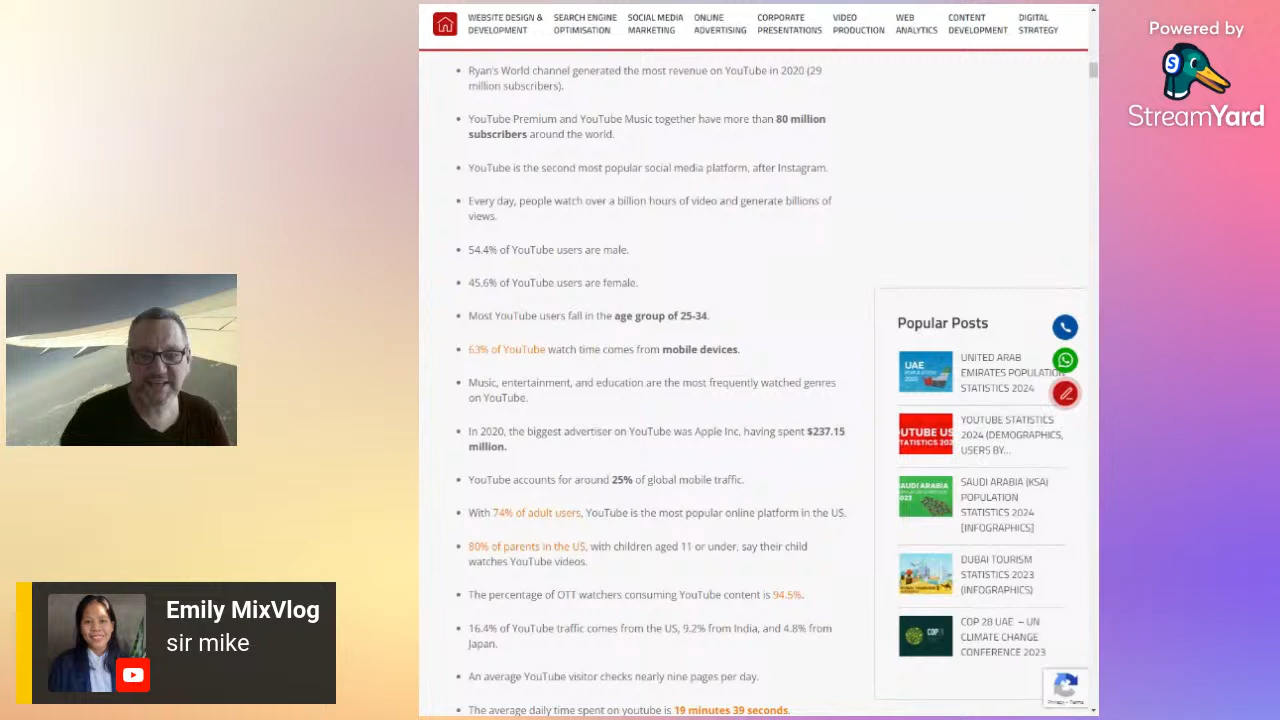 WEBSITE DESIGN &
DEVELOPMENT
SEARCH ENGINE
OPTIMISATION
SOCIAL MEDIA
MARKETING
ONLINE
ADVERTISING
CORPORATE
PRESENTATIONS
VIDEO
PRODUCTION
WEB
ANALYTICS
CONTENT
DEVELOPMENT
DIGITAL
STRATEGY
Powered by
S
StreamYard
Ryan's World channel generated the most revenue on YouTube in 2020 (29
million subscribers).
YouTube Premium and YouTube Music together have more than 80 million
subscribers around the world.
YouTube is the second most popular social media platform, after Instagram.
Every day, people watch over a billion hours of video and generate billions of
views.
54.4% of YouTube users are male.
45.6% of YouTube users are female.
Most YouTube users fall in the age group of 25-34.
63% of YouTube watch time comes from mobile devices.
Music, entertainment, and education are the most frequently watched genres
on YouTube.
In 2020, the biggest advertiser on YouTube was Apple Inc, having spent $237.15
million.
YouTube accounts for around 25% of global mobile traffic.
With 74% of adult users, YouTube is the most popular online platform in the US.
80% of parents in the US, with children aged 11 or under, say their child
watches YouTube videos.
The percentage of OTT watchers consuming YouTube content is 94.5%.
16.4% of YouTube traffic comes from the US, 9.2% from India, and 4.8% from
Japan.
An average YouTube visitor checks nearly nine pages per day.
The average daily time spent on youtube is 19 minutes 39 seconds.
Popular Posts
UAE
POPULATION
UNITED ARAB
EMIRATES POPULATION
STATISTICS 2024
YOUTUBE STATISTICS
2024 (DEMOGRAPHICS,
USERS BY...
SAUDI ARABIA
SAUDI ARABIA (KSA)
POPULATION
STATISTICS 2024
[INFOGRAPHICS]
DUBAI TOURISM
STATISTICS 2023
(INFOGRAPHICS)
COP28
COP 28 UAE – UN
CLIMATE CHANGE
CONFERENCE 2023
Privacy - Terms
Emily MixVlog
sir mike